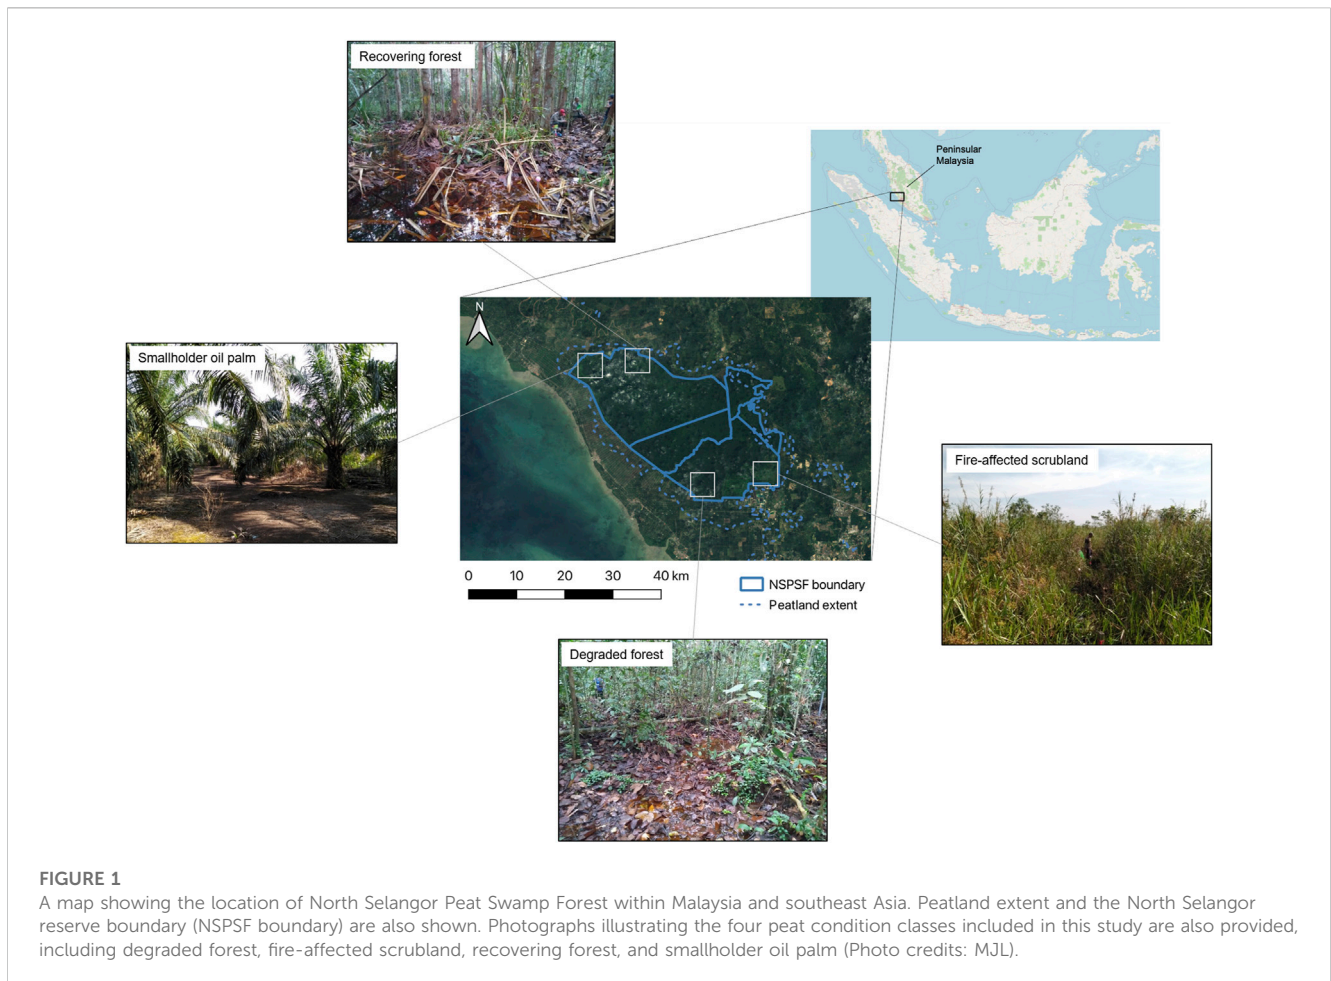 Recovering forest
Peninsular
Malaysia
N
Smallholder oil palm
Fire-affected scrubland
0 10 20 30 40 km
NSPSF boundary
Peatland extent
Degraded forest
FIGURE 1
A map showing the location of North Selangor Peat Swamp Forest within Malaysia and southeast Asia. Peatland extent and the North Selangor
reserve boundary (NSPSF boundary) are also shown. Photographs illustrating the four peat condition classes included in this study are also provided,
including degraded forest, fire-affected scrubland, recovering forest, and smallholder oil palm (Photo credits: MJL).